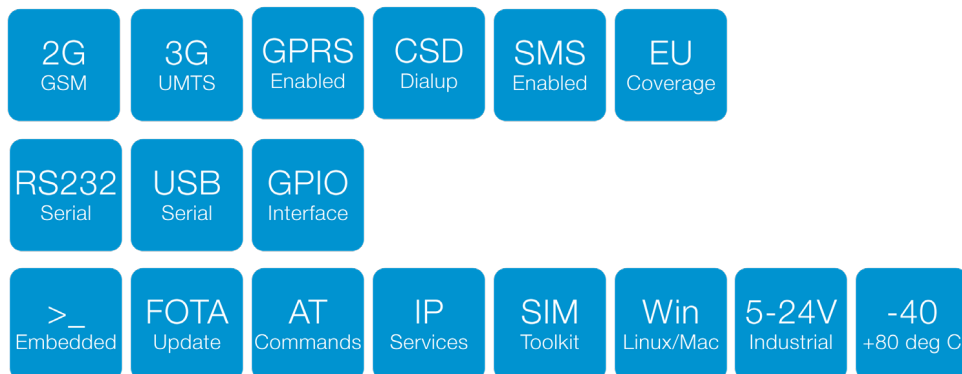 2G 3G GPRS CSD SMS EU
GSM UMTS Enabled Dialup Enabled Coverage
RS232 USB GPIO
Serial Serial Interface
>_ FOTA AT IP SIM Win 5-24V -40
Embedded Update Commands Services Toolkit Linux/Mac Industrial +80 deg C